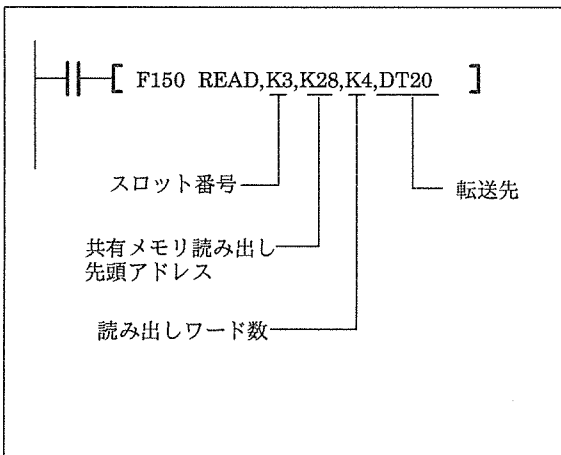 [ F150 READ,K3,K28,K4,DT20 ]
スロット番号
転送先
共有メモリ読み出し
先頭アドレス
読み出しワード数